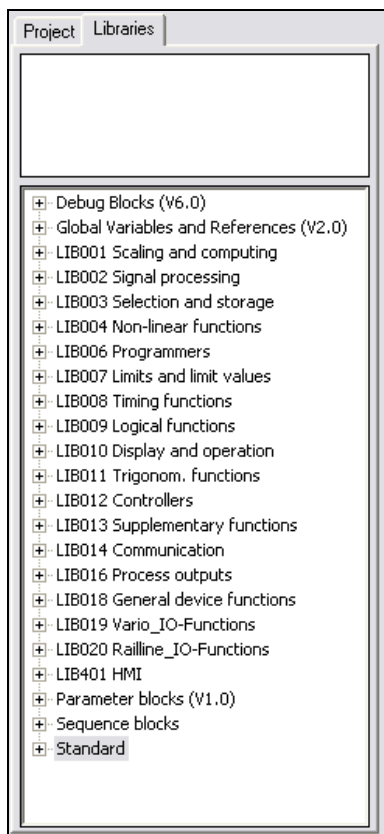 Project Libraries
Debug Blocks (V6.0)
Global Variables and References (V2.0)
LIB001 Scaling and computing
LIB002 Signal processing
LIB003 Selection and storage
LIB004 Non-linear functions
LIB006 Programmers
LIB007 Limits and limit values
LIB008 Timing functions
LIB009 Logical functions
LIB010 Display and operation
LIB011 Trigonom. functions
LIB012 Controllers
LIB013 Supplementary functions
LIB014 Communication
LIB016 Process outputs
LIB018 General device functions
LIB019 Vario_IO-Functions
LIB020 Railline_IO-Functions
LIB401 HMI
Parameter blocks (V1.0)
Sequence blocks
Standard